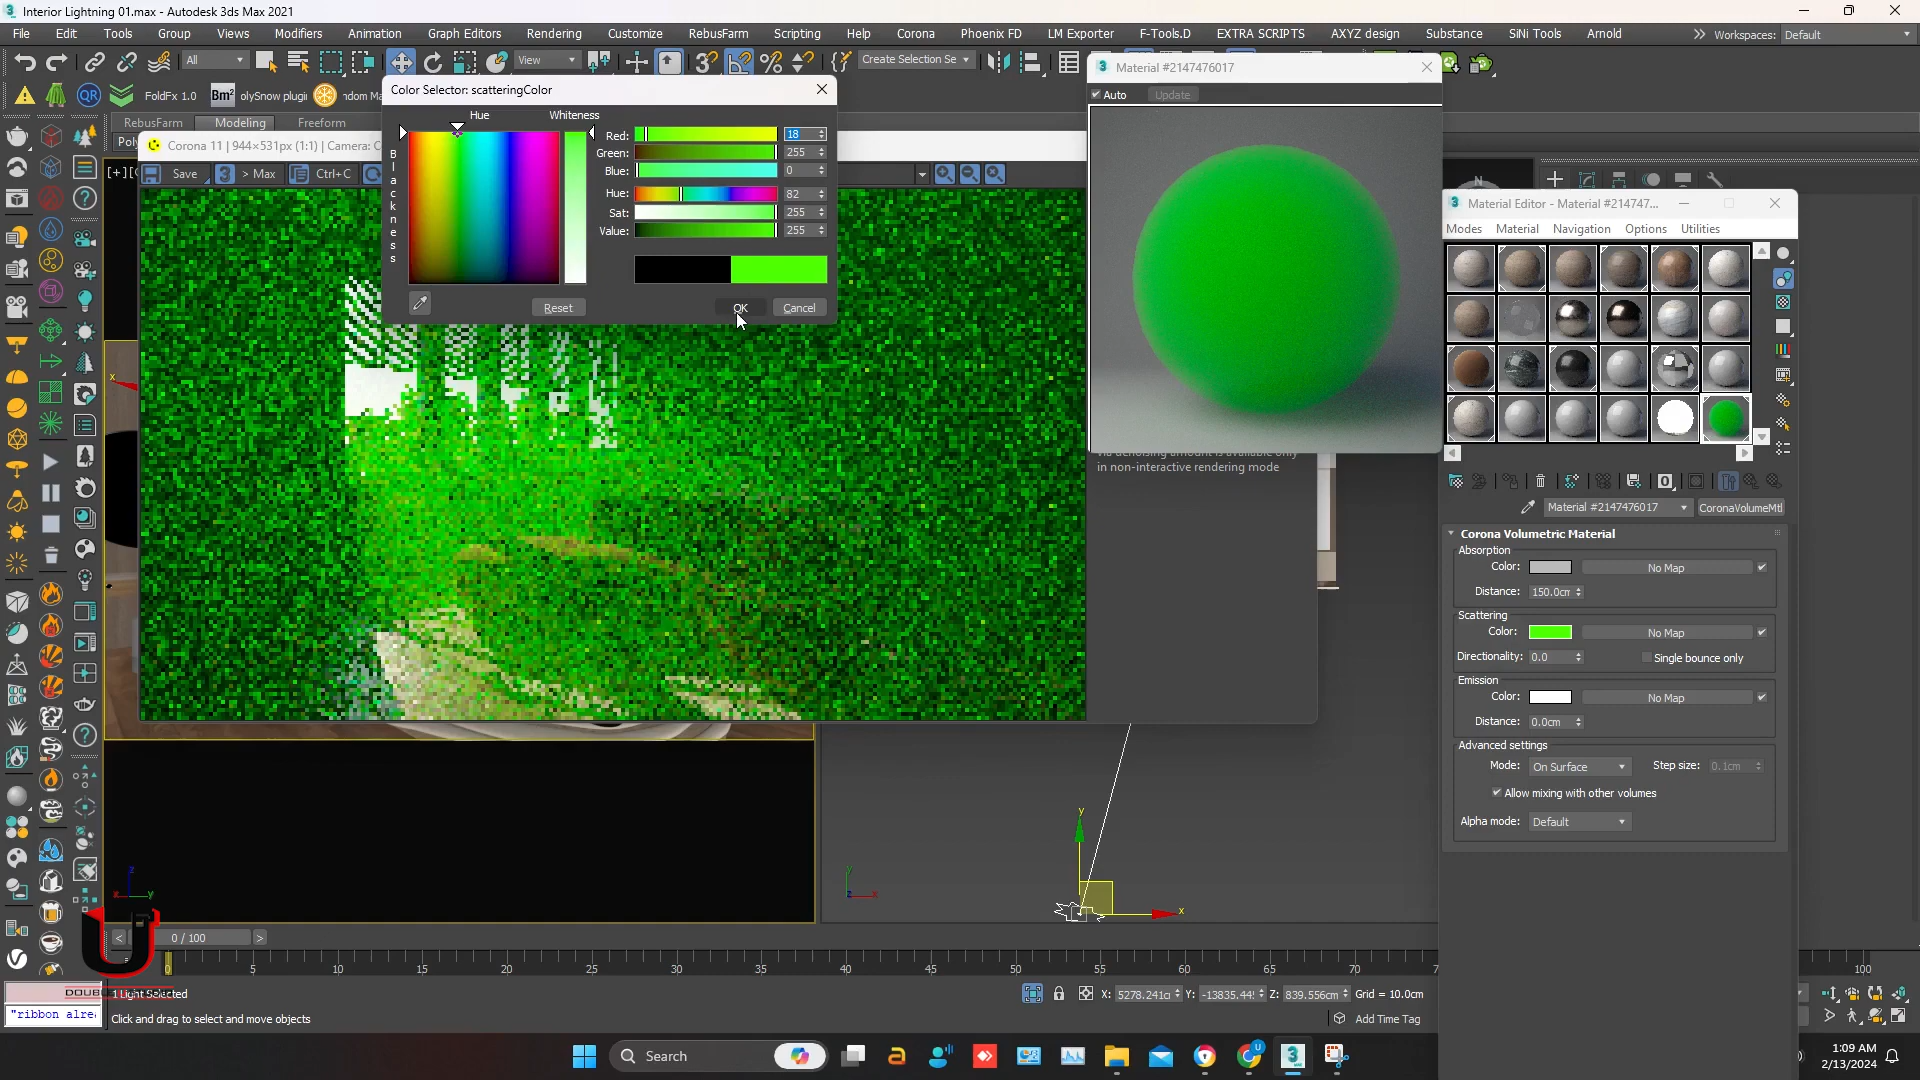 Interior Lightning 01.max - Autodesk 3ds Max 2021
File Edit Tools Group Views Modifiers Animation Graph Editors Rendering Customize RebusFarm Scripting Help Corona Phoenix FD LM Exporter F-Tools.D EXTRA SCRIPTS AXYZ design Substance SiNi Tools Arnold Workspaces: Default
All View Create Selection Se
FoldFx 1.0 Bm² olySnow plugi ndom Ma
RebusFarm Modeling Freeform
Color Selector: scatteringColor
Hue Whiteness
Blackness
Red: 18
Green: 255
Blue: 0
Hue: 82
Sat: 255
Value: 255
Reset OK Cancel
Corona 11 | 944×531px (1:1) | Camera: C
Save > Max Ctrl+C
Material #2147476017
Auto Update
via denoising amount is available only
in non-interactive rendering mode
Material Editor - Material #214747...
Modes Material Navigation Options Utilities
Material #2147476017 CoronaVolumeMtl
Corona Volumetric Material
Absorption
Color: No Map
Distance: 150.0cm
Scattering
Color: No Map
Directionality: 0.0 Single bounce only
Emission
Color: No Map
Distance: 0.0cm
Advanced settings
Mode: On Surface Step size: 0.1cm
Allow mixing with other volumes
Alpha mode: Default
0 / 100
0 5 10 15 20 25 30 35 40 45 50 55 60 65 70 100
1 Light Selected
"ribbon alrea
Click and drag to select and move objects
X: 5278.241c Y: -13835.44 Z: 839.556cm Grid = 10.0cm
Add Time Tag
Search
1:09 AM
2/13/2024